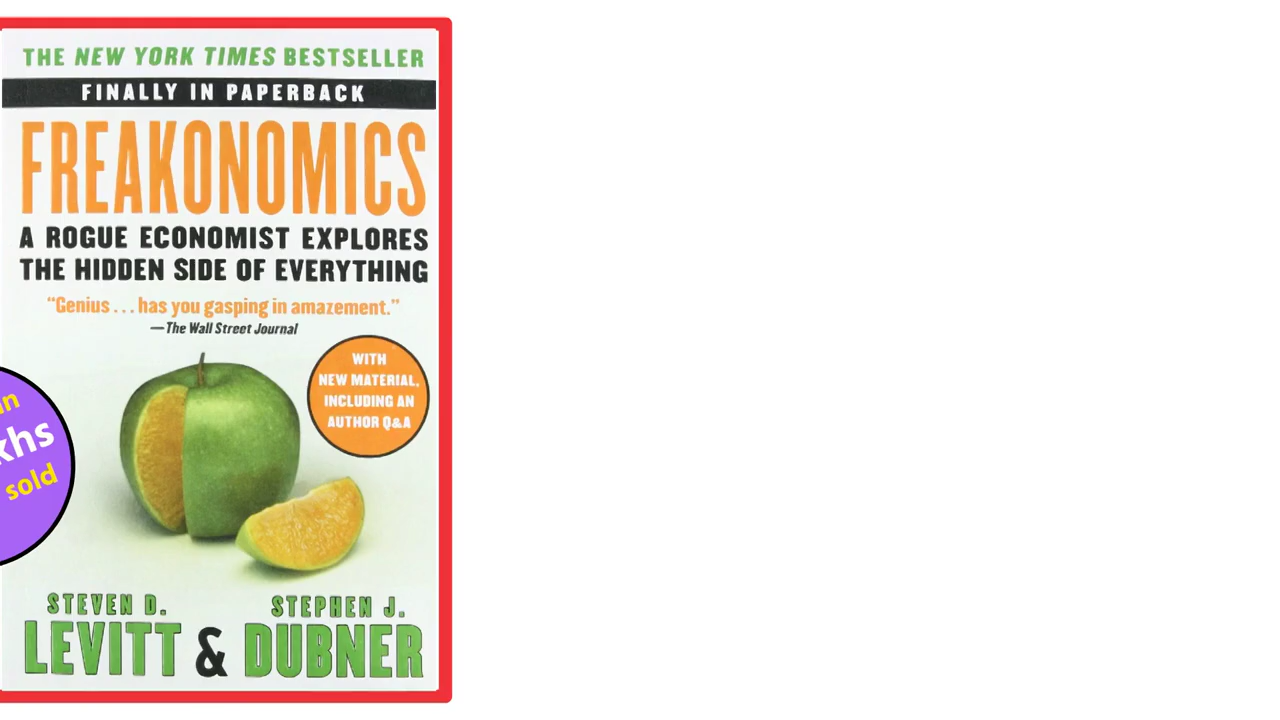 THE NEW YORK TIMES BESTSELLER
FINALLY IN PAPERBACK
FREAKONOMICS
A ROGUE ECONOMIST EXPLORES
THE HIDDEN SIDE OF EVERYTHING
“Genius . . . has you gasping in amazement.”
—The Wall Street Journal
WITH
NEW MATERIAL,
INCLUDING AN
AUTHOR Q&A
sold
STEVEN D.
LEVITT
&
STEPHEN J.
DUBNER